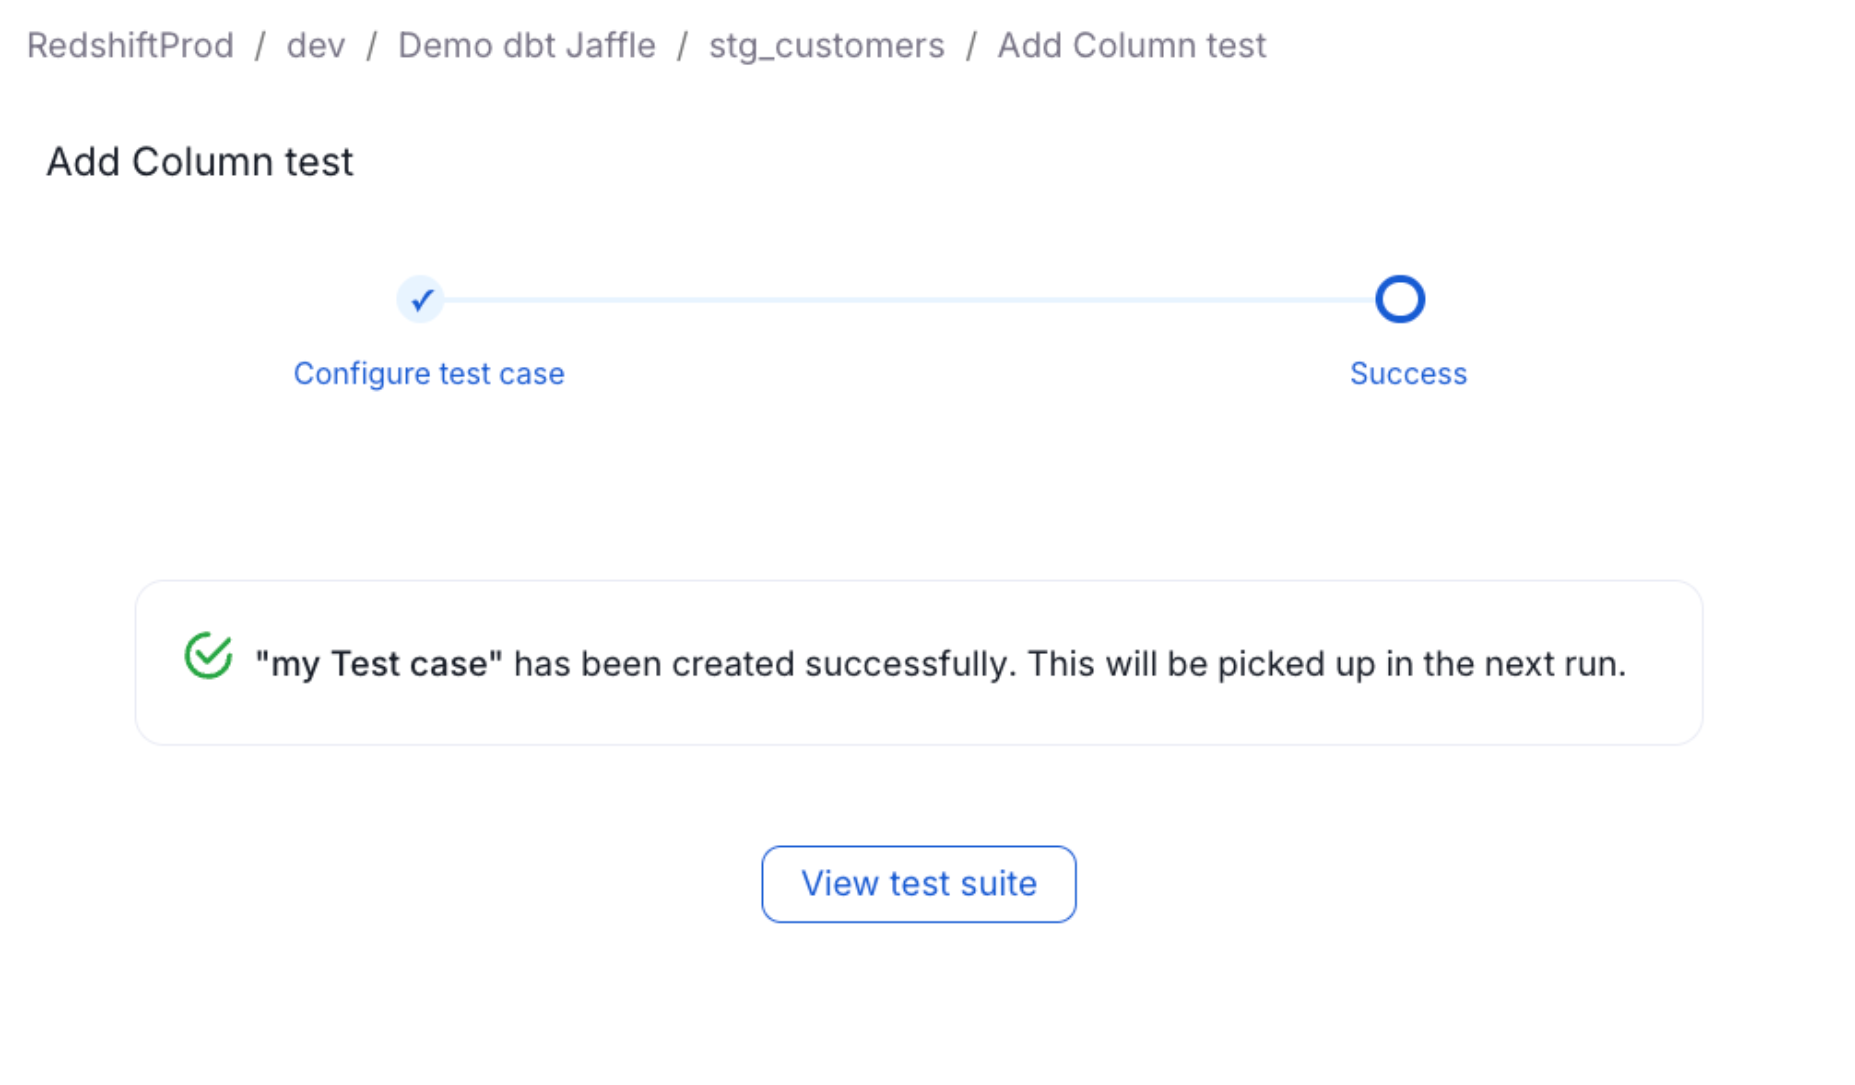 RedshiftProd / dev / Demo dbt Jaffle / stg_customers / Add Column test
Add Column test
Configure test case
Success
"my Test case" has been created successfully. This will be picked up in the next run.
View test suite